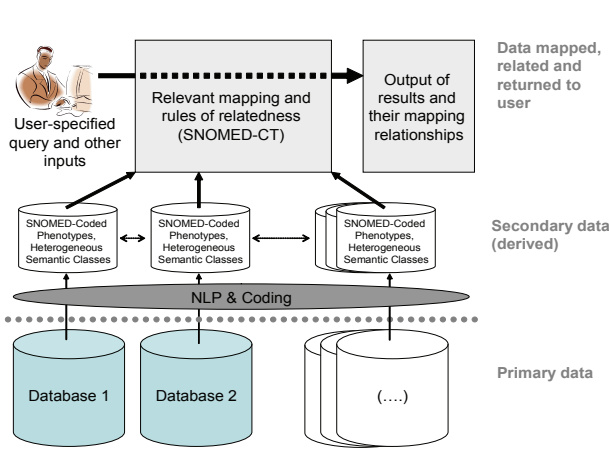 Data mapped,
related and
returned to
user
User-specified
query and other
inputs
Relevant mapping and
rules of relatedness
(SNOMED-CT)
Output of
results and
their mapping
relationships
SNOMED-Coded
Phenotypes,
Heterogeneous
Semantic Classes
SNOMED-Coded
Phenotypes,
Heterogeneous
Semantic Classes
SNOMED-Coded
Phenotypes,
Heterogeneous
Semantic Classes
Secondary data
(derived)
NLP & Coding
Database 1
Database 2
(....)
Primary data